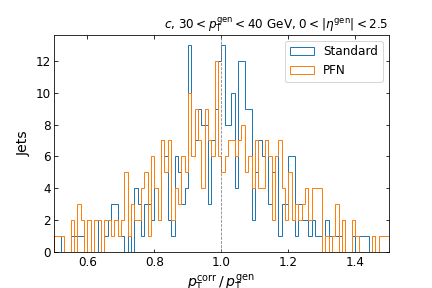 c, 30 < p_T^gen < 40 GeV, 0 < |η^gen| < 2.5
Standard
PFN
Jets
12
10
8
6
4
2
0
0.6 0.8 1.0 1.2 1.4
p_T^corr / p_T^gen